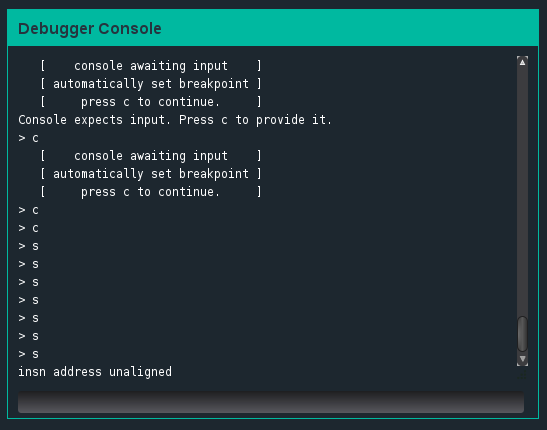 Debugger Console
[ console awaiting input ]
[ automatically set breakpoint ]
[ press c to continue. ]
Console expects input. Press c to provide it.
> c
[ console awaiting input ]
[ automatically set breakpoint ]
[ press c to continue. ]
> c
> c
> s
> s
> s
> s
> s
> s
> s
insn address unaligned